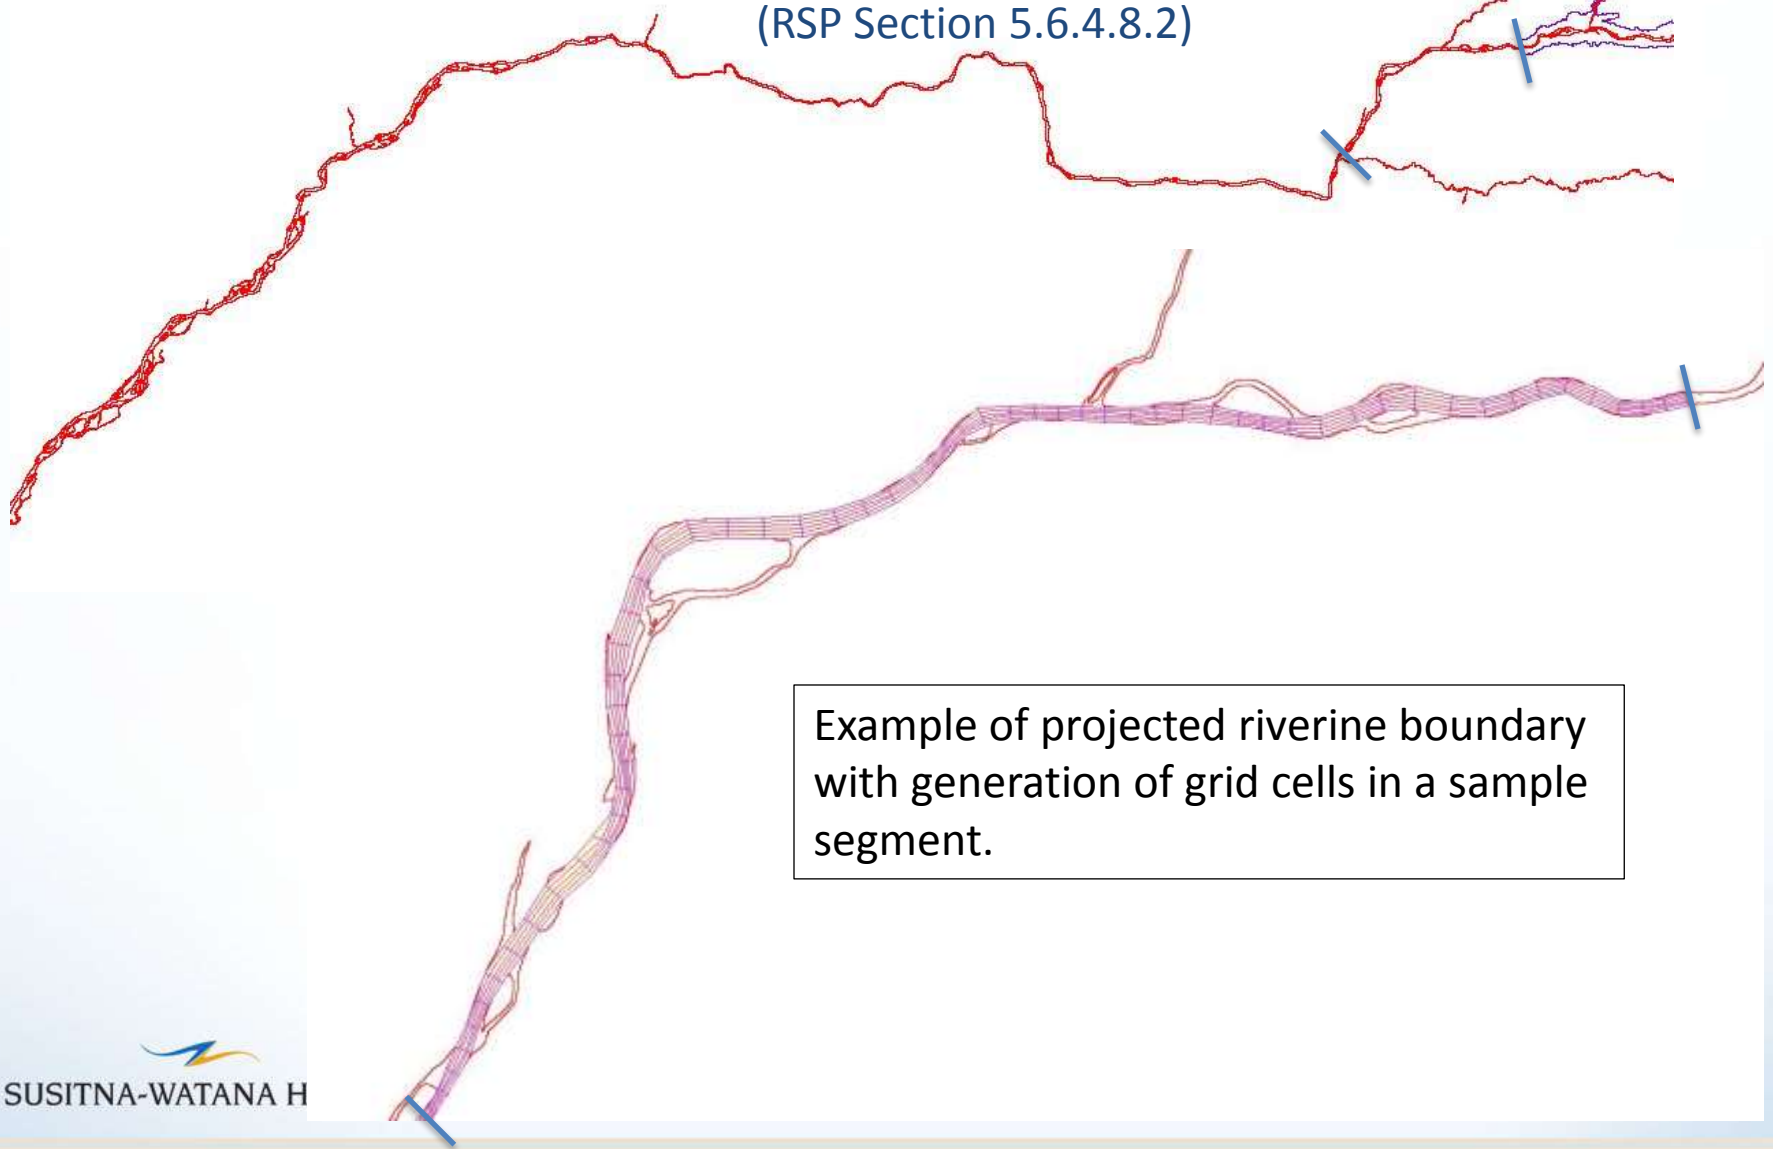 (RSP Section 5.6.4.8.2)
Example of projected riverine boundary
with generation of grid cells in a sample
segment.
SUSITNA-WATANA H